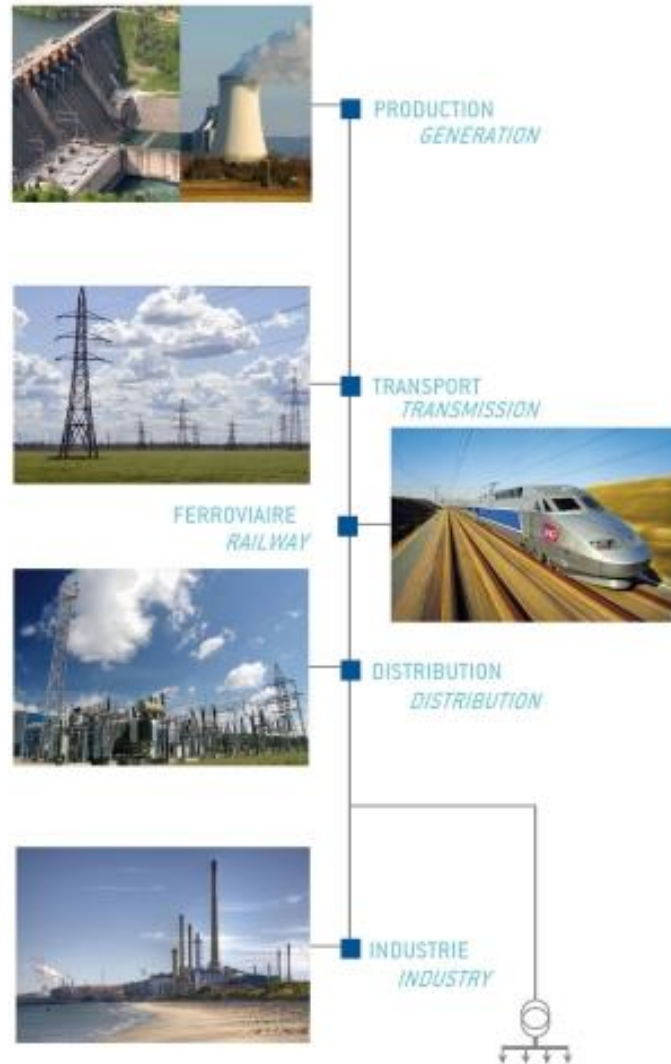 PRODUCTION
GENERATION
TRANSPORT
TRANSMISSION
FERROVIAIRE
RAILWAY
DISTRIBUTION
DISTRIBUTION
INDUSTRIE
INDUSTRY